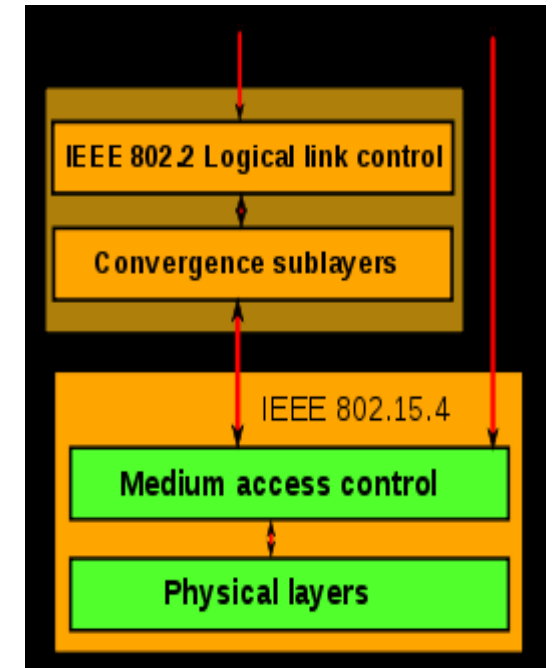 IEEE 802.2 Logical link control
Convergence sublayers
IEEE 802.15.4
Medium access control
Physical layers